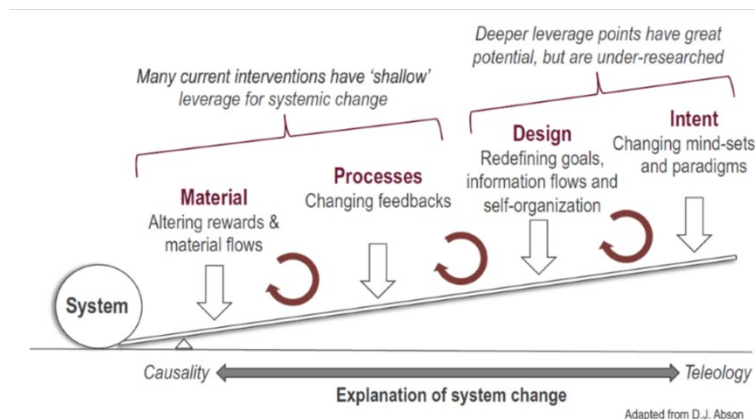 Many current interventions have ‘shallow’
leverage for systemic change
Deeper leverage points have great
potential, but are under-researched
Material
Altering rewards &
material flows
Processes
Changing feedbacks
Design
Redefining goals,
information flows and
self-organization
Intent
Changing mind-sets
and paradigms
System
Causality
Teleology
Explanation of system change
Adapted from D.J. Abson